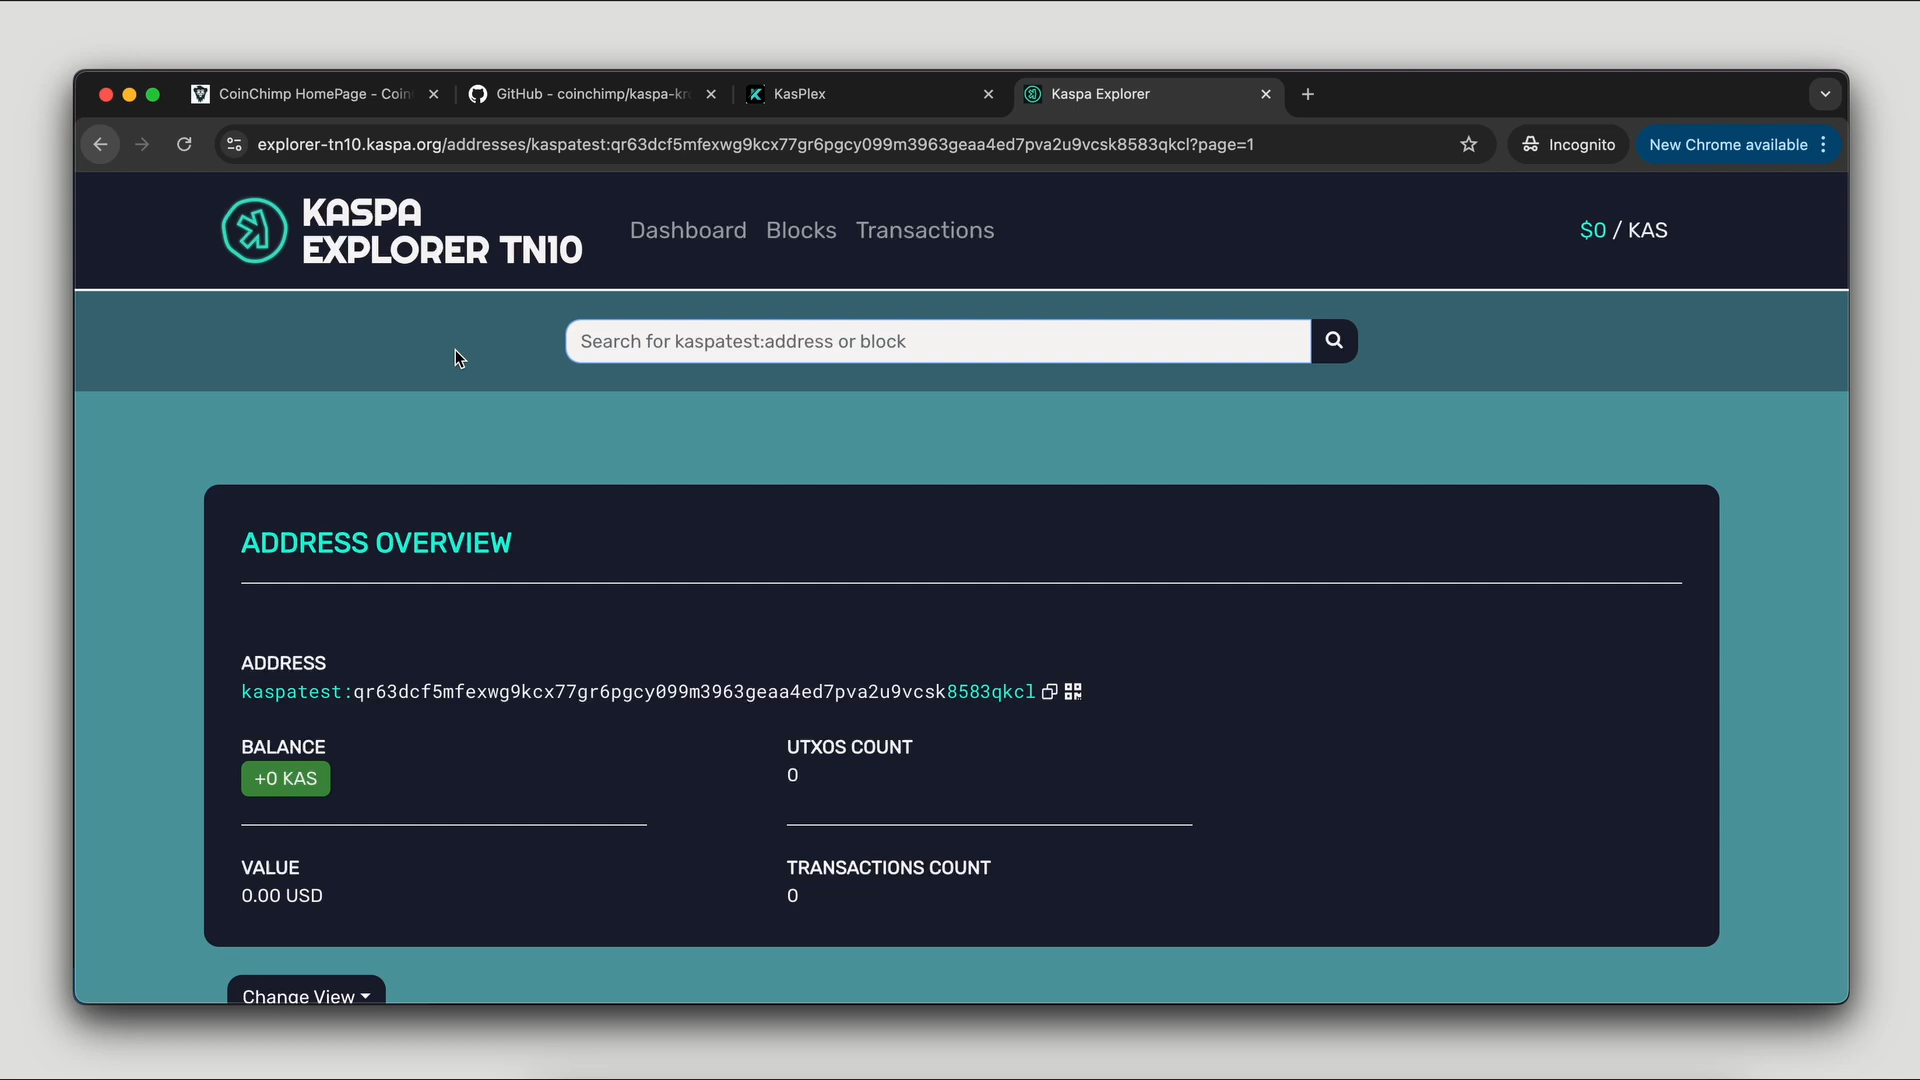 CoinChimp HomePage - Coin
GitHub - coinchimp/kaspa-kr
KasPlex
Kaspa Explorer
explorer-tn10.kaspa.org/addresses/kaspatest:qr63dcf5mfexwg9kcx77gr6pgcy099m3963geaa4ed7pva2u9vcsk8583qkcl?page=1
Incognito
New Chrome available
KASPA
EXPLORER TN10
Dashboard
Blocks
Transactions
$0 / KAS
Search for kaspatest:address or block
ADDRESS OVERVIEW
ADDRESS
kaspatest:qr63dcf5mfexwg9kcx77gr6pgcy099m3963geaa4ed7pva2u9vcsk8583qkcl
BALANCE
+0 KAS
UTXOS COUNT
0
VALUE
0.00 USD
TRANSACTIONS COUNT
0
Change View